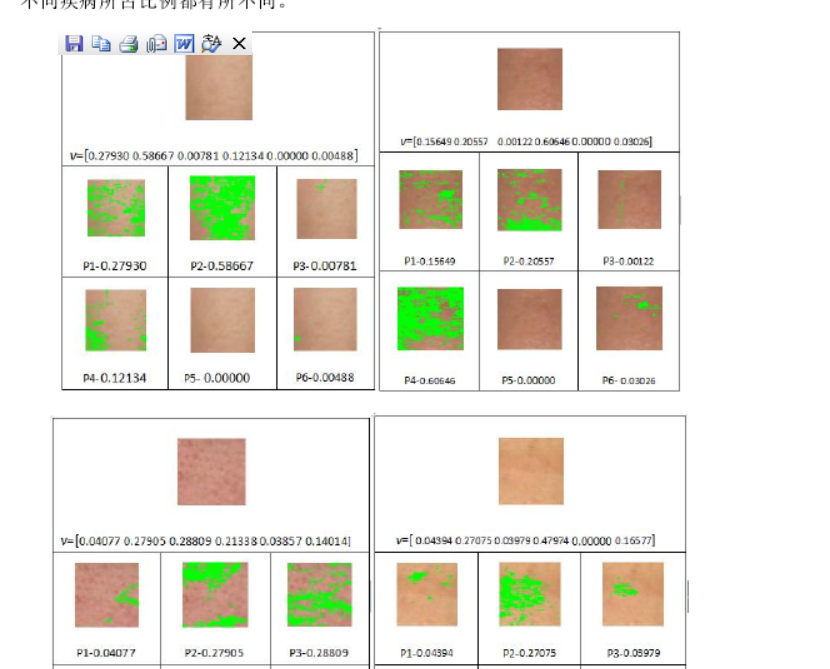 不同疾病所占比例都有所不同。
v=[0.27930 0.58667 0.00781 0.12134 0.00000 0.00488]
P1-0.27930 P2-0.58667 P3-0.00781
P4-0.12134 P5- 0.00000 P6-0.00488
v=[0.15649 0.20557 0.00122 0.60646 0.00000 0.03026]
P1-0.15649 P2-0.20557 P3-0.00122
P4-0.60646 P5-0.00000 P6- 0.03026
v=[0.04077 0.27905 0.28809 0.21338 0.03857 0.14014]
P1-0.04077 P2-0.27905 P3-0.28809
v=[ 0.04394 0.27075 0.03979 0.47974 0.00000 0.16577]
P1-0.04394 P2-0.27075 P3-0.03979